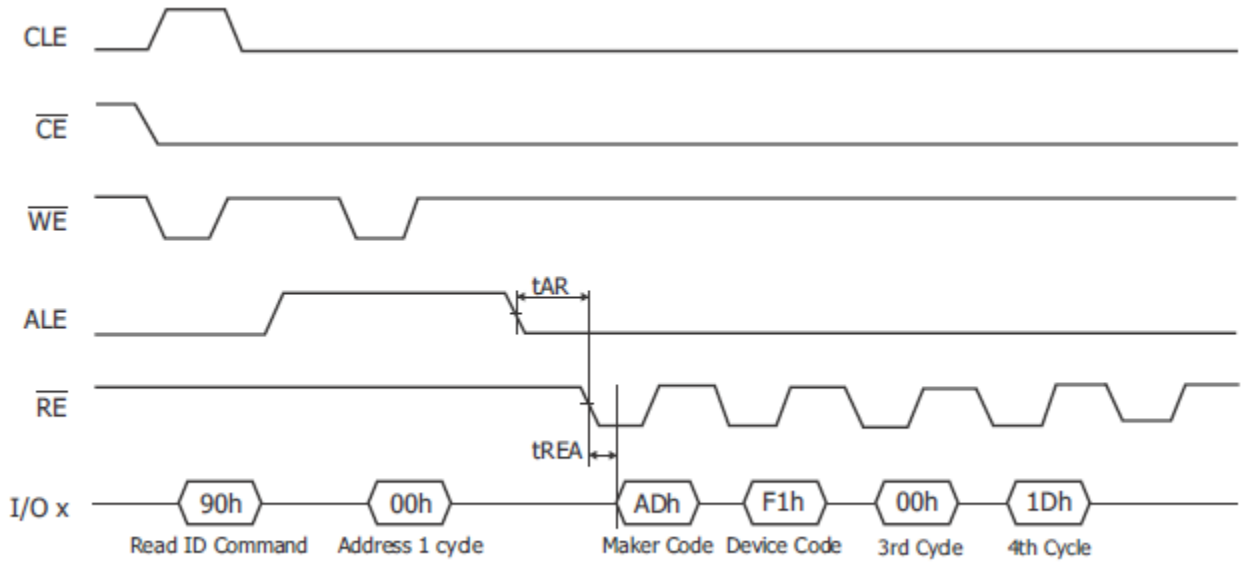 CLE
CE
WE
ALE
tAR
RE
tREA
I/O x
90h 00h ADh F1h 00h 1Dh
Read ID Command Address 1 cycle Maker Code Device Code 3rd Cycle 4th Cycle